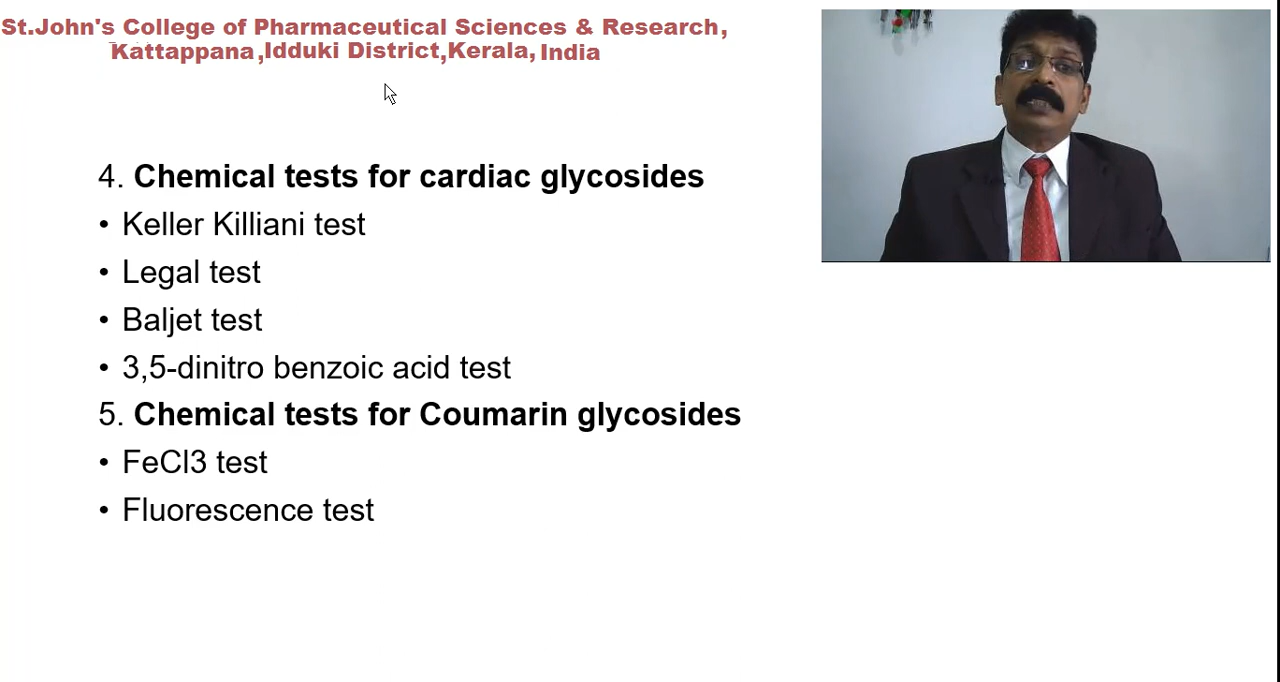 St.John's College of Pharmaceutical Sciences & Research,
Kattappana,Idduki District,Kerala, India
4. Chemical tests for cardiac glycosides
• Keller Killiani test
• Legal test
• Baljet test
• 3,5-dinitro benzoic acid test
5. Chemical tests for Coumarin glycosides
• FeCl3 test
• Fluorescence test